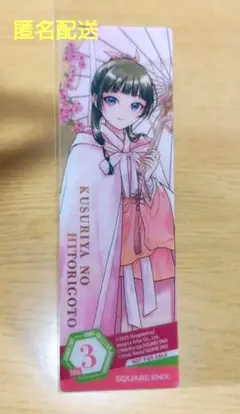 匿名配送
KUSURIYA NO
HITORIGOTO
No.
3
NOT FOR SALE
SQUARE ENIX.